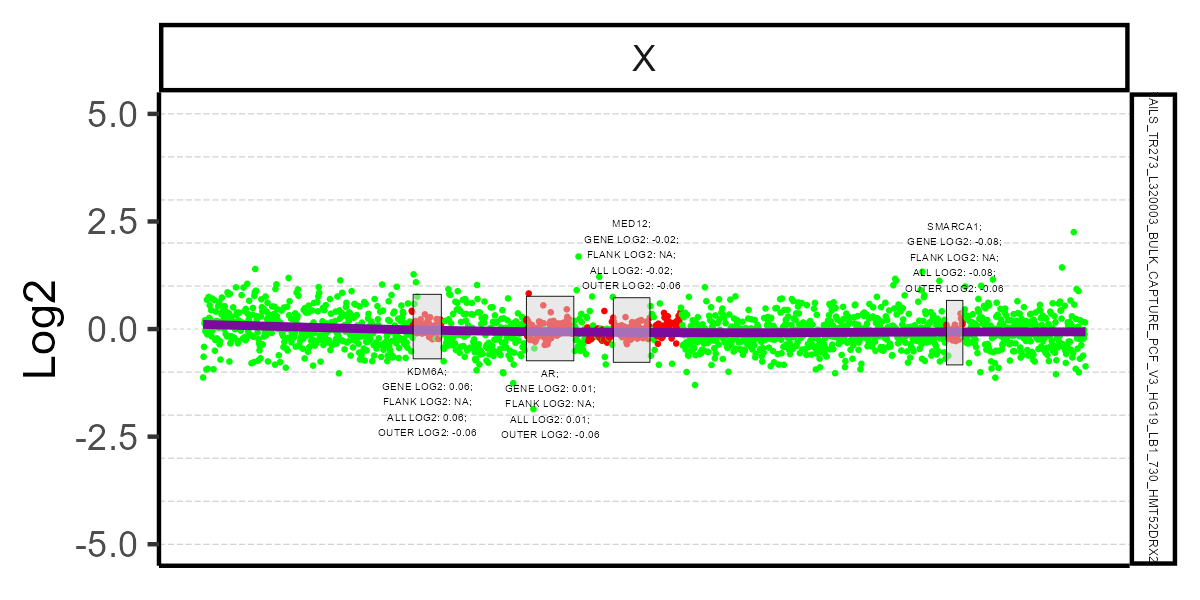 X
Log2
5.0
2.5
0.0
-2.5
-5.0
MED12;
GENE LOG2: -0.02;
FLANK LOG2: NA;
ALL LOG2: -0.02;
OUTER LOG2: -0.06
SMARCA1;
GENE LOG2: -0.08;
FLANK LOG2: NA;
ALL LOG2: -0.08;
OUTER LOG2: -0.06
KDM6A;
GENE LOG2: 0.06;
FLANK LOG2: NA;
ALL LOG2: 0.06;
OUTER LOG2: -0.06
AR;
GENE LOG2: 0.01;
FLANK LOG2: NA;
ALL LOG2: 0.01;
OUTER LOG2: -0.06
AILS_TR273_L320003_BULK_CAPTURE_PCF_V3_HG19_LB1_730_HMT52DRX2